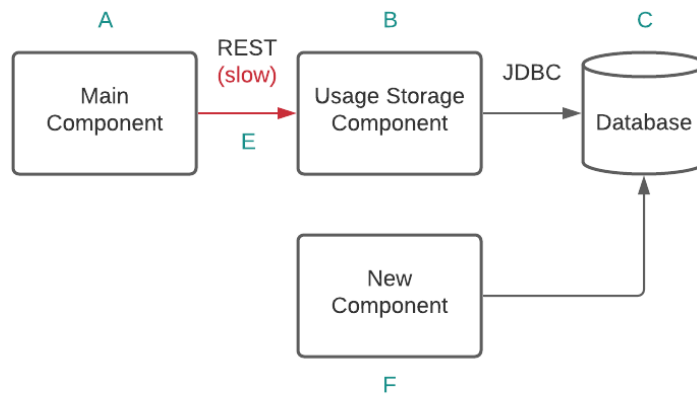 A
B
C
REST
(slow)
JDBC
Main
Component
Usage Storage
Component
Database
E
New
Component
F